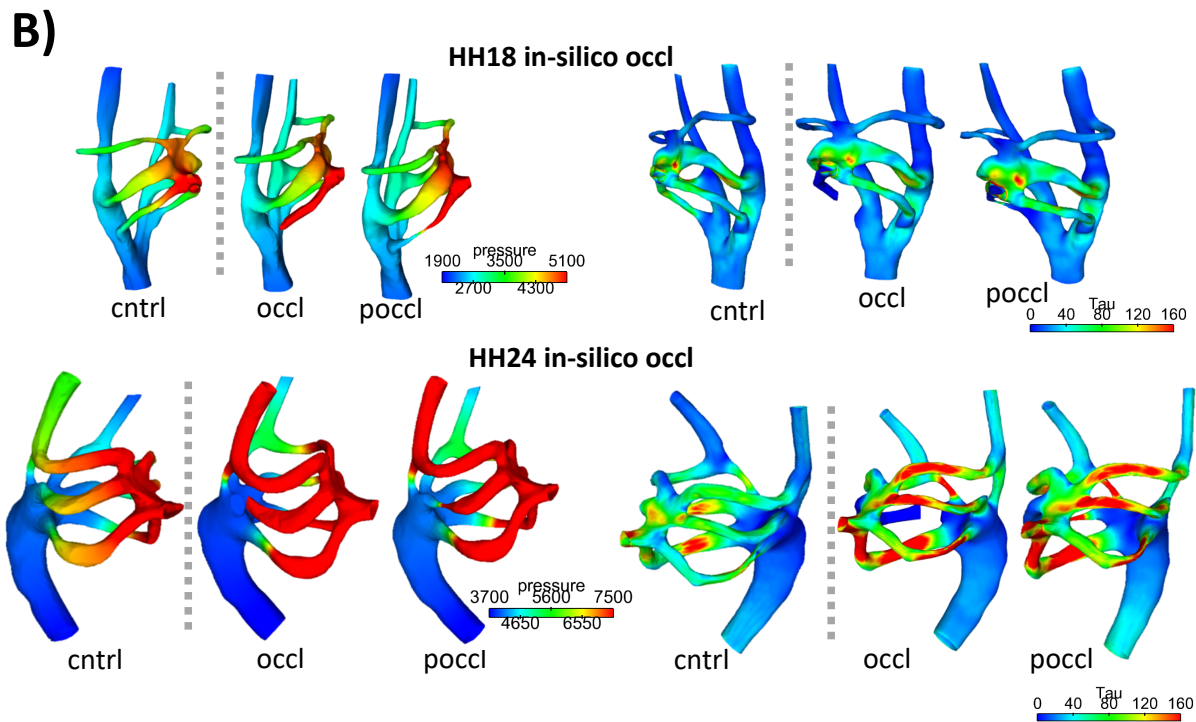 B)
HH18 in-silico occl
cntrl
occl
poccl
pressure
1900 3500 5100
2700 4300
cntrl
occl
poccl
Tau
0 40 80 120 160
HH24 in-silico occl
cntrl
occl
poccl
pressure
3700 5600 7500
4650 6550
cntrl
occl
poccl
Tau
0 40 80 120 160